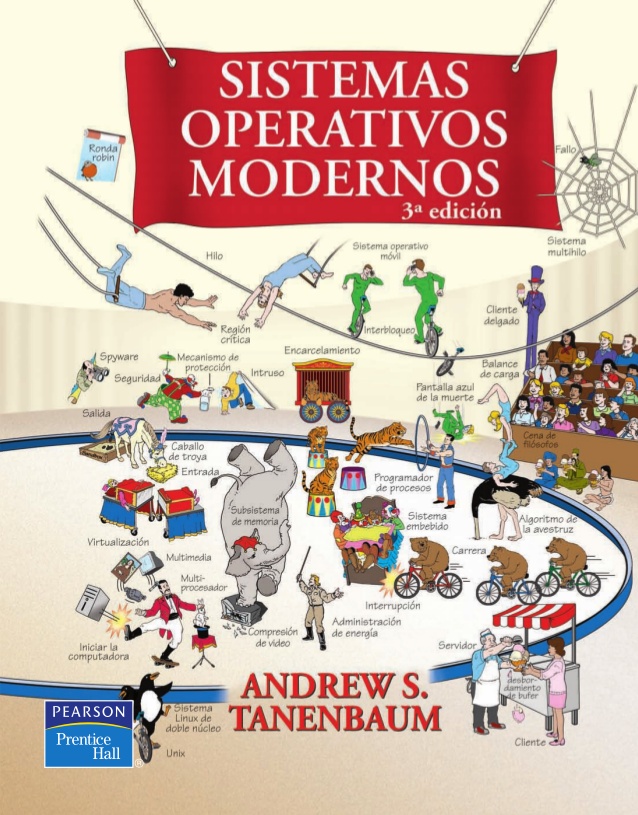 SISTEMAS
OPERATIVOS
MODERNOS
3ª edición
Ronda
robin
Fallo
Sistema
multihilo
Hilo
Sistema operativo
móvil
Región
crítica
Interbloqueo
Cliente
delgado
Spyware
Seguridad
Mecanismo de
protección
Intruso
Encarcelamiento
Balance
de carga
Pantalla azul
de la muerte
Salida
Caballo
de troya
Entrada
Cena de
filósofos
Programador
de procesos
Subsistema
de memoria
Sistema
embebido
Algoritmo de
la avestruz
Virtualización
Multimedia
Multi-
procesador
Carrera
Interrupción
Iniciar la
computadora
Compresión
de video
Administración
de energía
Servidor
desbor-
damiento
de bufer
Cliente
ANDREW S.
TANENBAUM
PEARSON
Prentice
Hall
®
Sistema
Linux de
doble núcleo
Unix